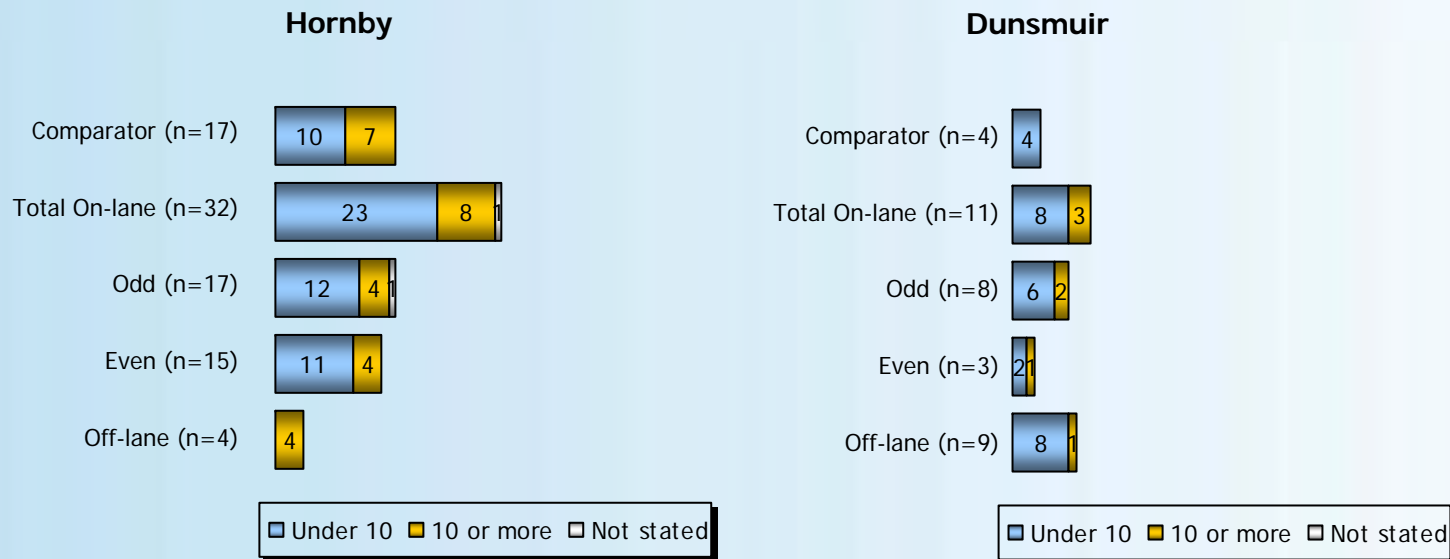 Hornby
Comparator (n=17) 10 7
Total On-lane (n=32) 23 8 1
Odd (n=17) 12 4 1
Even (n=15) 11 4
Off-lane (n=4) 4
Under 10 10 or more Not stated
Dunsmuir
Comparator (n=4) 4
Total On-lane (n=11) 8 3
Odd (n=8) 6 2
Even (n=3) 2 1
Off-lane (n=9) 8 1
Under 10 10 or more Not stated